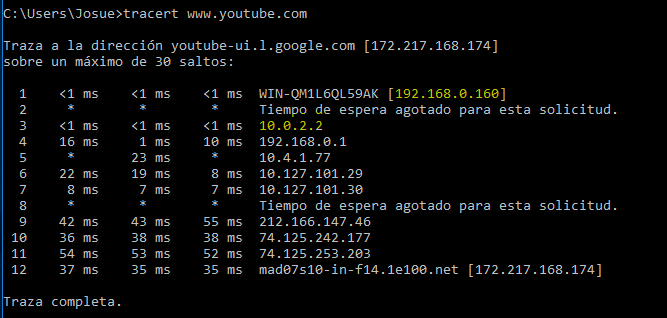 C:\Users\Josue>tracert www.youtube.com
Traza a la dirección youtube-ui.l.google.com [172.217.168.174]
sobre un máximo de 30 saltos:
1 <1 ms <1 ms <1 ms WIN-QM1L6QL59AK [192.168.0.160]
2 * * * Tiempo de espera agotado para esta solicitud.
3 <1 ms <1 ms <1 ms 10.0.2.2
4 16 ms 1 ms 10 ms 192.168.0.1
5 * 23 ms * 10.4.1.77
6 22 ms 19 ms 8 ms 10.127.101.29
7 8 ms 7 ms 7 ms 10.127.101.30
8 * * * Tiempo de espera agotado para esta solicitud.
9 42 ms 43 ms 55 ms 212.166.147.46
10 36 ms 38 ms 38 ms 74.125.242.177
11 54 ms 53 ms 52 ms 74.125.253.203
12 37 ms 35 ms 35 ms mad07s10-in-f14.1e100.net [172.217.168.174]
Traza completa.